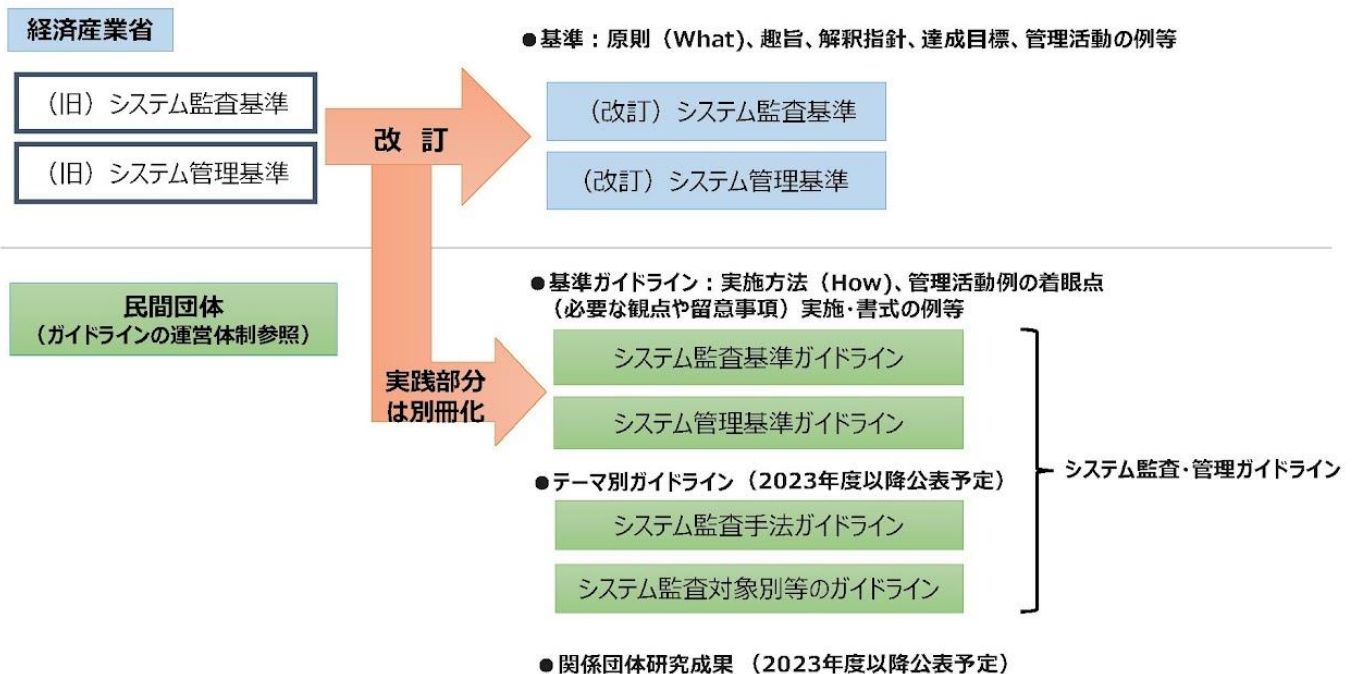 経済産業省
●基準：原則（What)、趣旨、解釈指針、達成目標、管理活動の例等
（旧）システム監査基準
（旧）システム管理基準
改 訂
（改訂）システム監査基準
（改訂）システム管理基準
民間団体
（ガイドラインの運営体制参照）
●基準ガイドライン：実施方法（How)、管理活動例の着眼点
（必要な観点や留意事項）実施・書式の例等
実践部分
は別冊化
システム監査基準ガイドライン
システム管理基準ガイドライン
●テーマ別ガイドライン（2023年度以降公表予定）
システム監査手法ガイドライン
システム監査対象別等のガイドライン
システム監査・管理ガイドライン
●関係団体研究成果（2023年度以降公表予定）